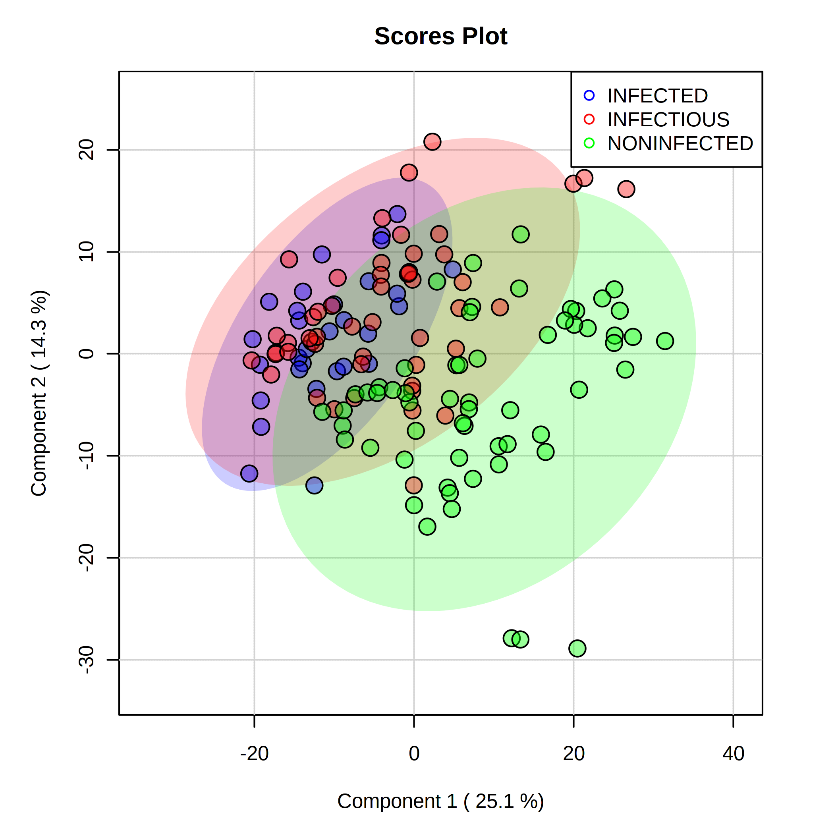 Scores Plot
INFECTED
INFECTIOUS
NONINFECTED
20
10
0
-10
-20
-30
Component 2 ( 14.3 %)
-20
0
20
40
Component 1 ( 25.1 %)